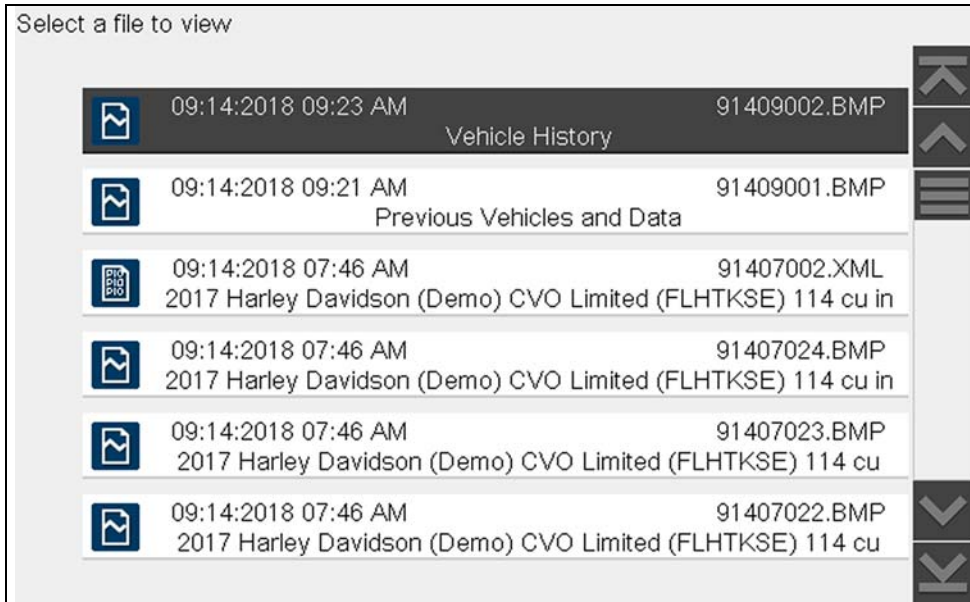 Select a file to view
09:14:2018 09:23 AM 91409002.BMP
Vehicle History
09:14:2018 09:21 AM 91409001.BMP
Previous Vehicles and Data
PIO
PIO
PIO
09:14:2018 07:46 AM 91407002.XML
2017 Harley Davidson (Demo) CVO Limited (FLHTKSE) 114 cu in
09:14:2018 07:46 AM 91407024.BMP
2017 Harley Davidson (Demo) CVO Limited (FLHTKSE) 114 cu in
09:14:2018 07:46 AM 91407023.BMP
2017 Harley Davidson (Demo) CVO Limited (FLHTKSE) 114 cu
09:14:2018 07:46 AM 91407022.BMP
2017 Harley Davidson (Demo) CVO Limited (FLHTKSE) 114 cu